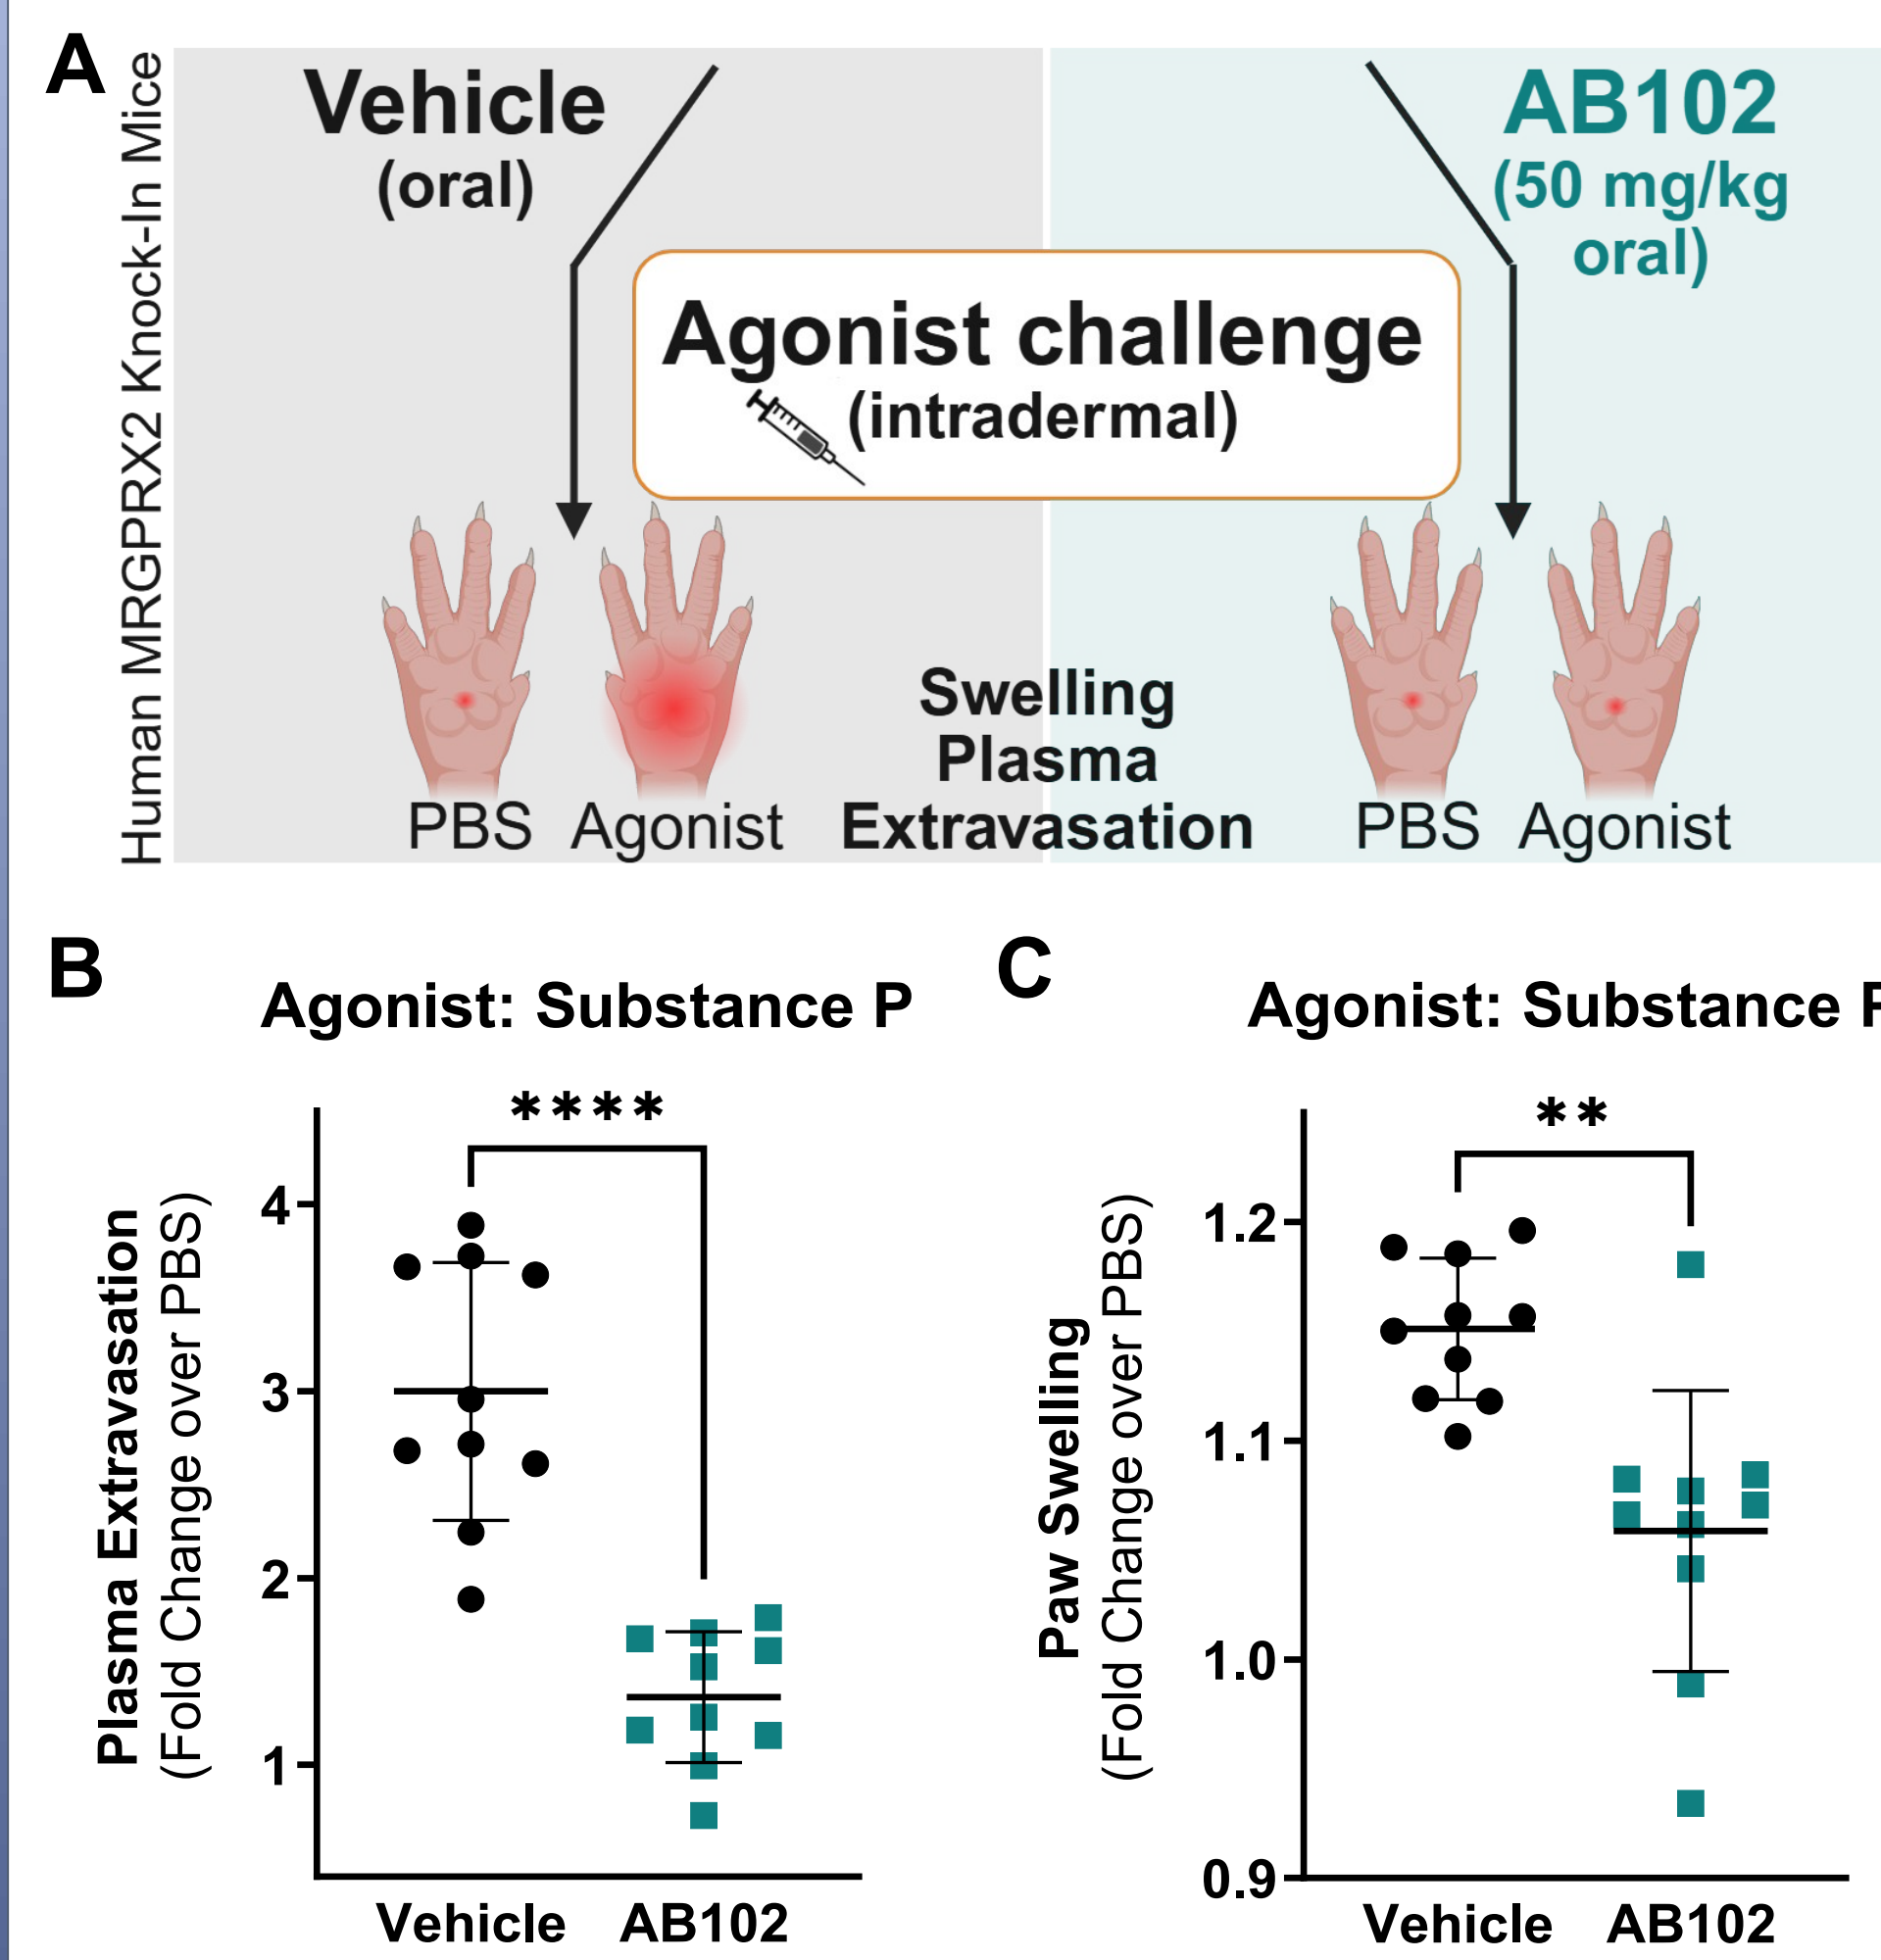 A
Human MRGPRX2 Knock-In Mice
Vehicle
(oral)
AB102
(50 mg/kg
oral)
Agonist challenge
(intradermal)
Swelling
Plasma
Extravasation
PBS
Agonist
PBS
Agonist
B
Agonist: Substance P
****
Plasma Extravasation
(Fold Change over PBS)
4
3
2
1
Vehicle
AB102
C
Agonist: Substance P
**
Paw Swelling
(Fold Change over PBS)
1.2
1.1
1.0
0.9
Vehicle
AB102